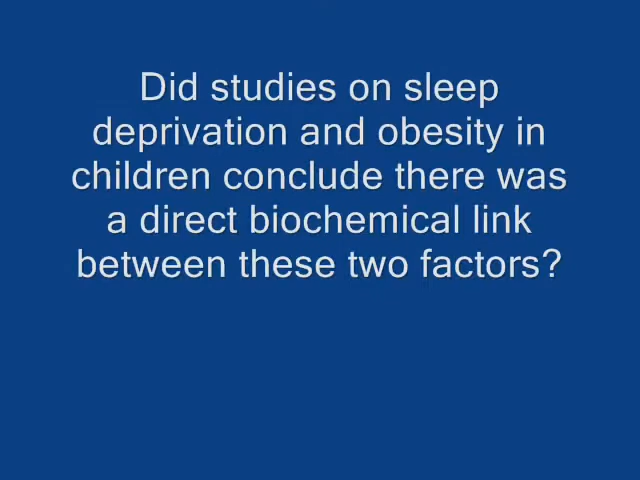 Did studies on sleep
deprivation and obesity in
children conclude there was
a direct biochemical link
between these two factors?